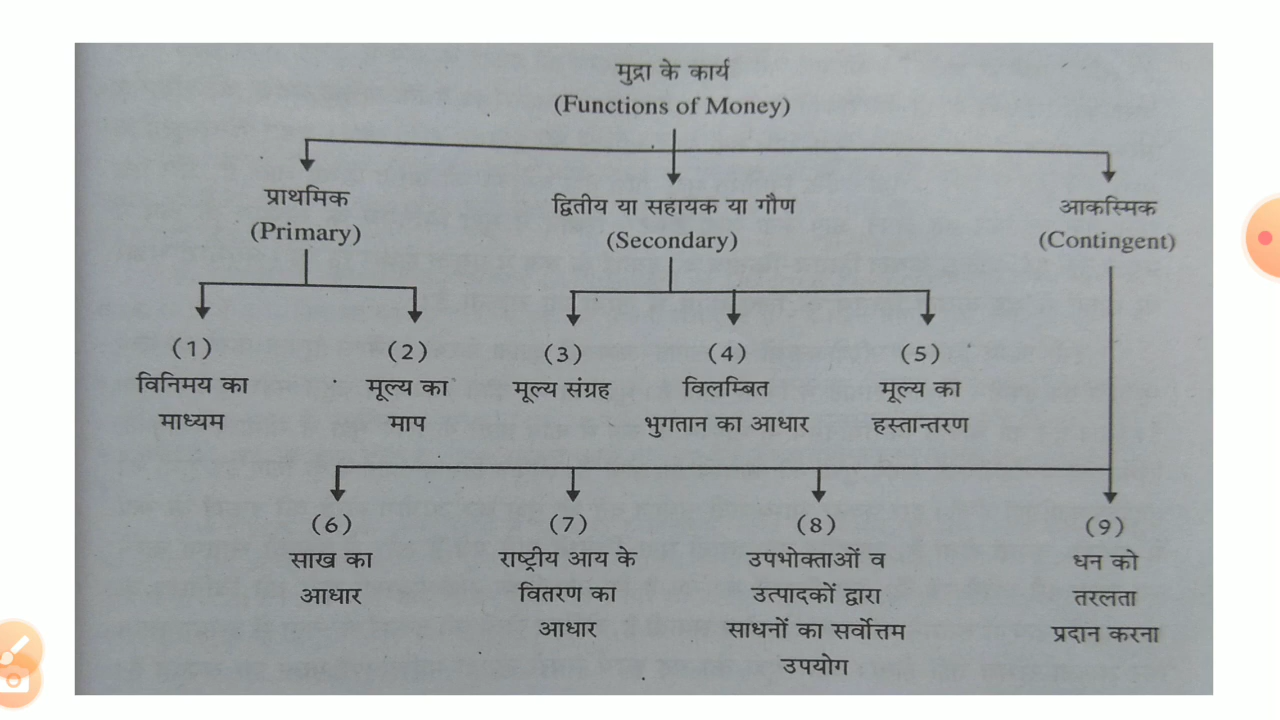 मुद्रा के कार्य
(Functions of Money)
प्राथमिक
(Primary)
द्वितीय या सहायक या गौण
(Secondary)
आकस्मिक
(Contingent)
(1)
विनिमय का
माध्यम
(2)
मूल्य का
माप
(3)
मूल्य संग्रह
(4)
विलम्बित
भुगतान का आधार
(5)
मूल्य का
हस्तान्तरण
(6)
साख का
आधार
(7)
राष्ट्रीय आय के
वितरण का
आधार
(8)
उपभोक्ताओं व
उत्पादकों द्वारा
साधनों का सर्वोत्तम
उपयोग
(9)
धन को
तरलता
प्रदान करना